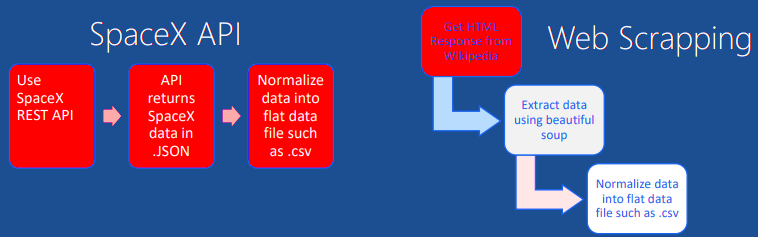 SpaceX API
Use
SpaceX
REST API
API
returns
SpaceX
data in
.JSON
Normalize
data into
flat data
file such
as .csv
Web Scrapping
Get HTML
Response from
Wikipedia
Extract data
using beautiful
soup
Normalize data
into flat data
file such as .csv